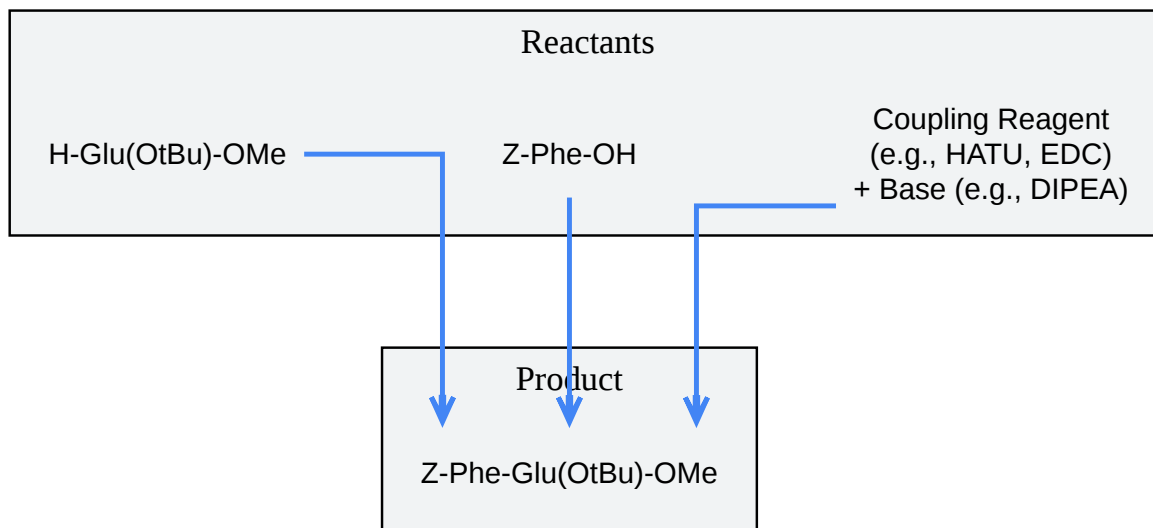 Reactants
H-Glu(OtBu)-OMe
Z-Phe-OH
Coupling Reagent
(e.g., HATU, EDC)
+ Base (e.g., DIPEA)
Product
Z-Phe-Glu(OtBu)-OMe